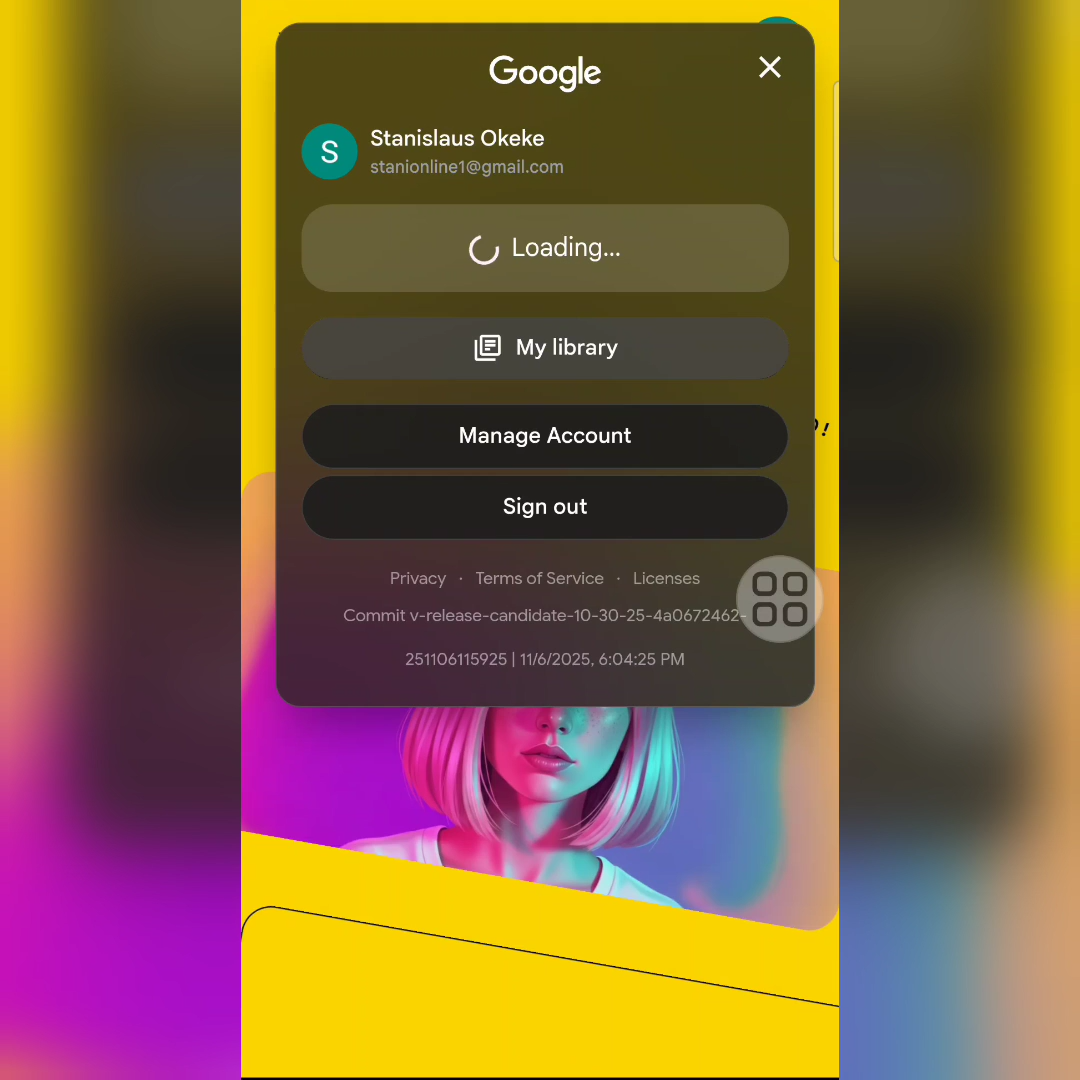 Google
S
Stanislaus Okeke
stanionline1@gmail.com
Loading...
My library
Manage Account
Sign out
Privacy · Terms of Service · Licenses
Commit v-release-candidate-10-30-25-4a0672462-
251106115925 | 11/6/2025, 6:04:25 PM